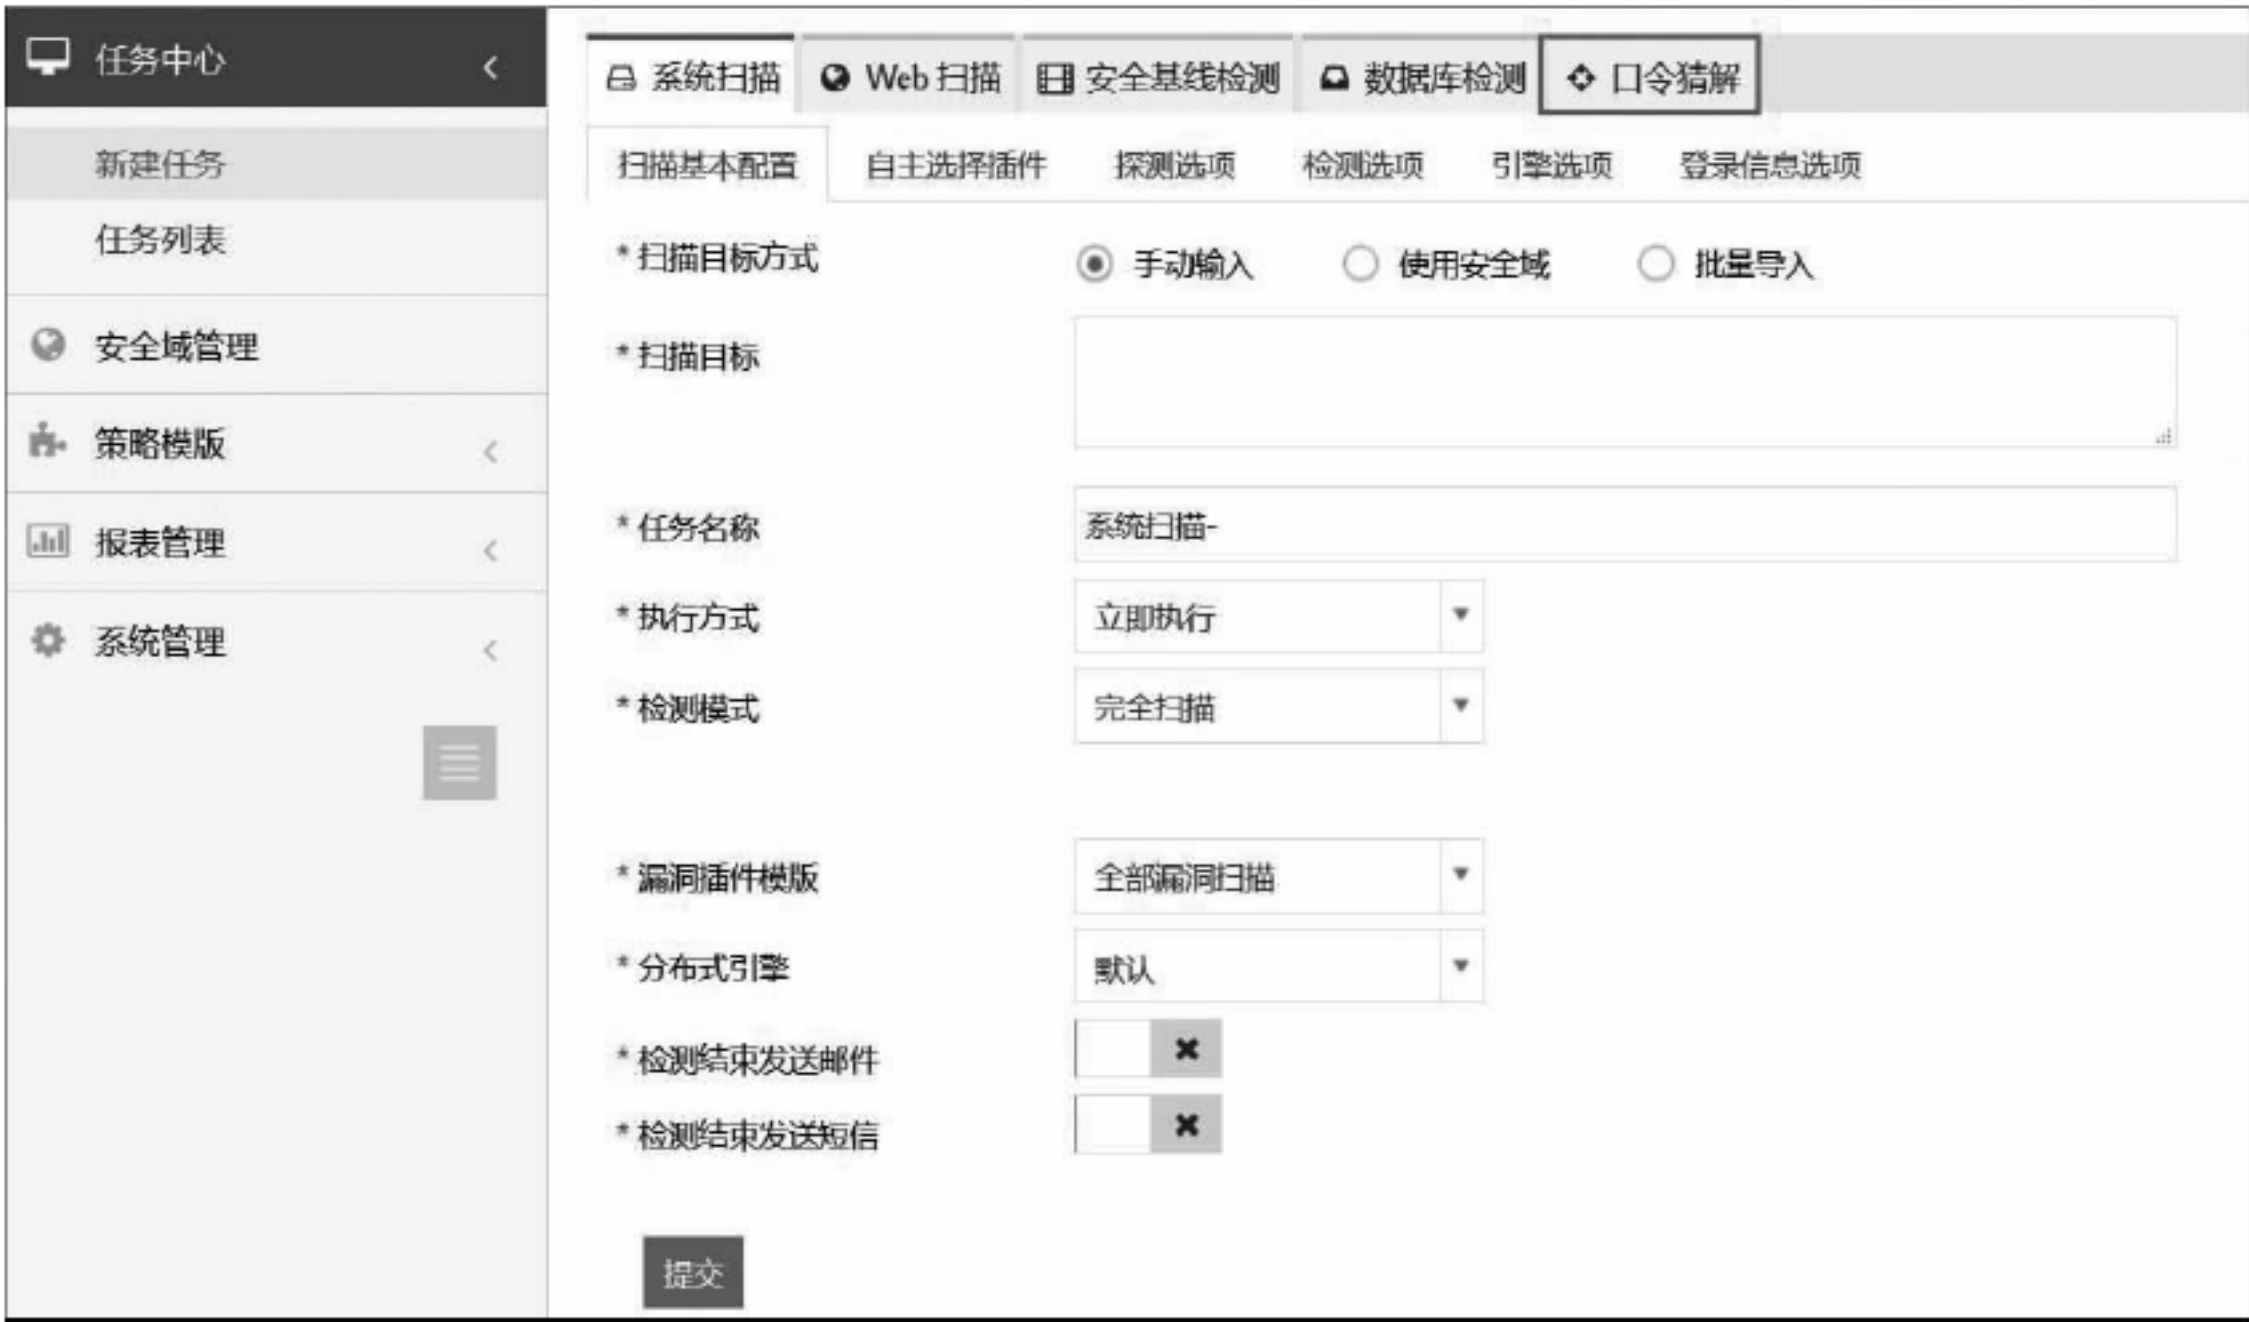 任务中心
新建任务
任务列表
安全域管理
策略模版
报表管理
系统管理
系统扫描 Web 扫描 安全基线检测 数据库检测 口令猜解
扫描基本配置 自主选择插件 探测选项 检测选项 引擎选项 登录信息选项
* 扫描目标方式 手动输入 使用安全域 批量导入
* 扫描目标
* 任务名称 系统扫描-
* 执行方式 立即执行
* 检测模式 完全扫描
* 漏洞插件模版 全部漏洞扫描
* 分布式引擎 默认
* 检测结束发送邮件
* 检测结束发送短信
提交